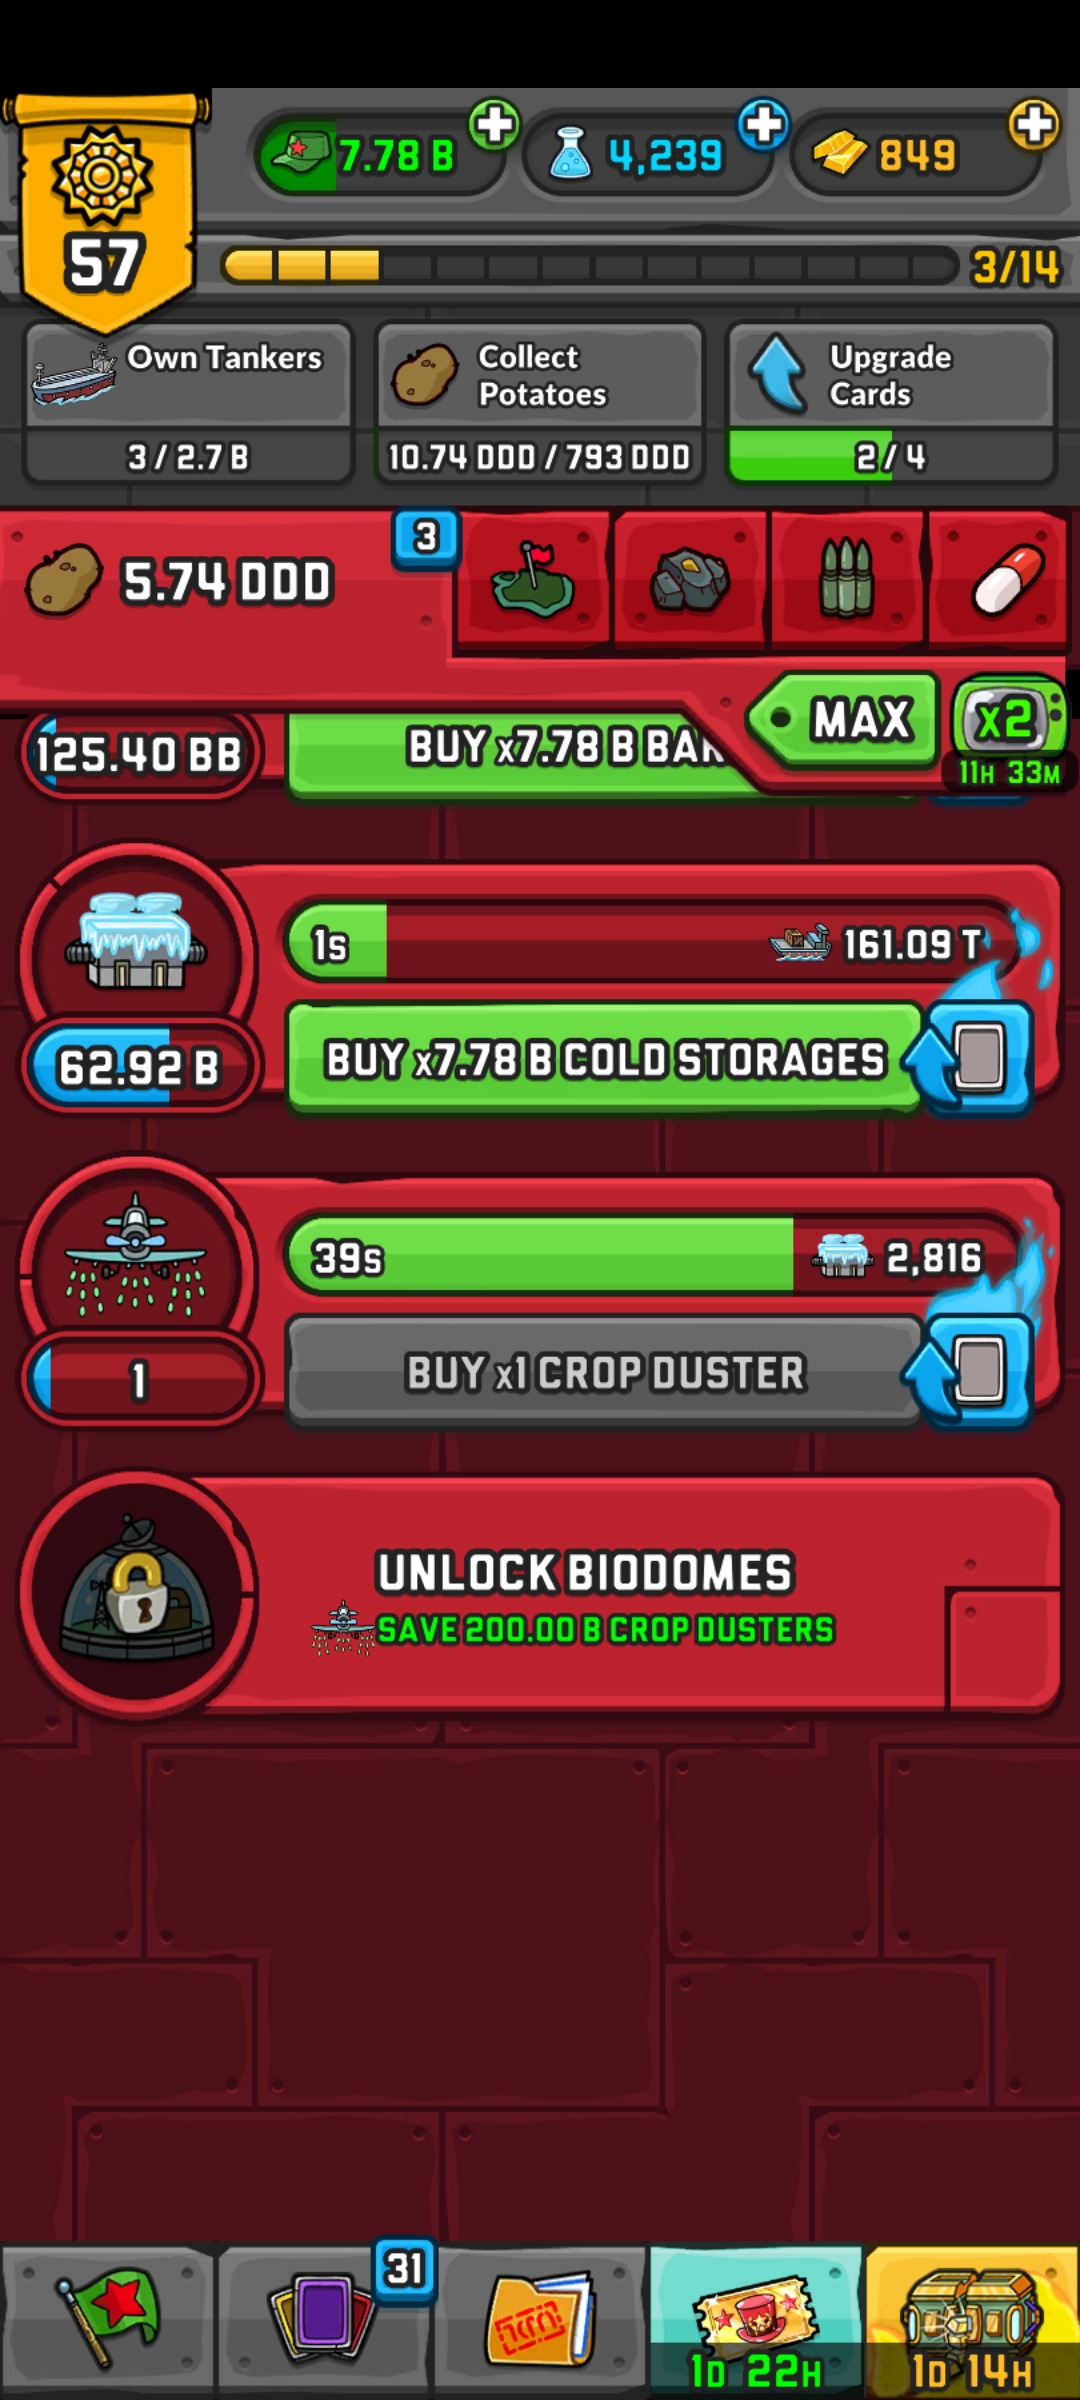 7.78 B
4,239
849
57
3/14
Own Tankers
3 / 2.7 B
Collect
Potatoes
10.74 DDD / 793 DDD
Upgrade
Cards
2 / 4
5.74 DDD
3
MAX
x2
11H 33M
125.40 BB
BUY x7.78 B
1s
161.09 T
62.92 B
BUY x7.78 B COLD STORAGES
39s
2,816
1
BUY x1 CROP DUSTER
UNLOCK BIODOMES
SAVE 200.00 B CROP DUSTERS
31
1D 22H
1D 14H